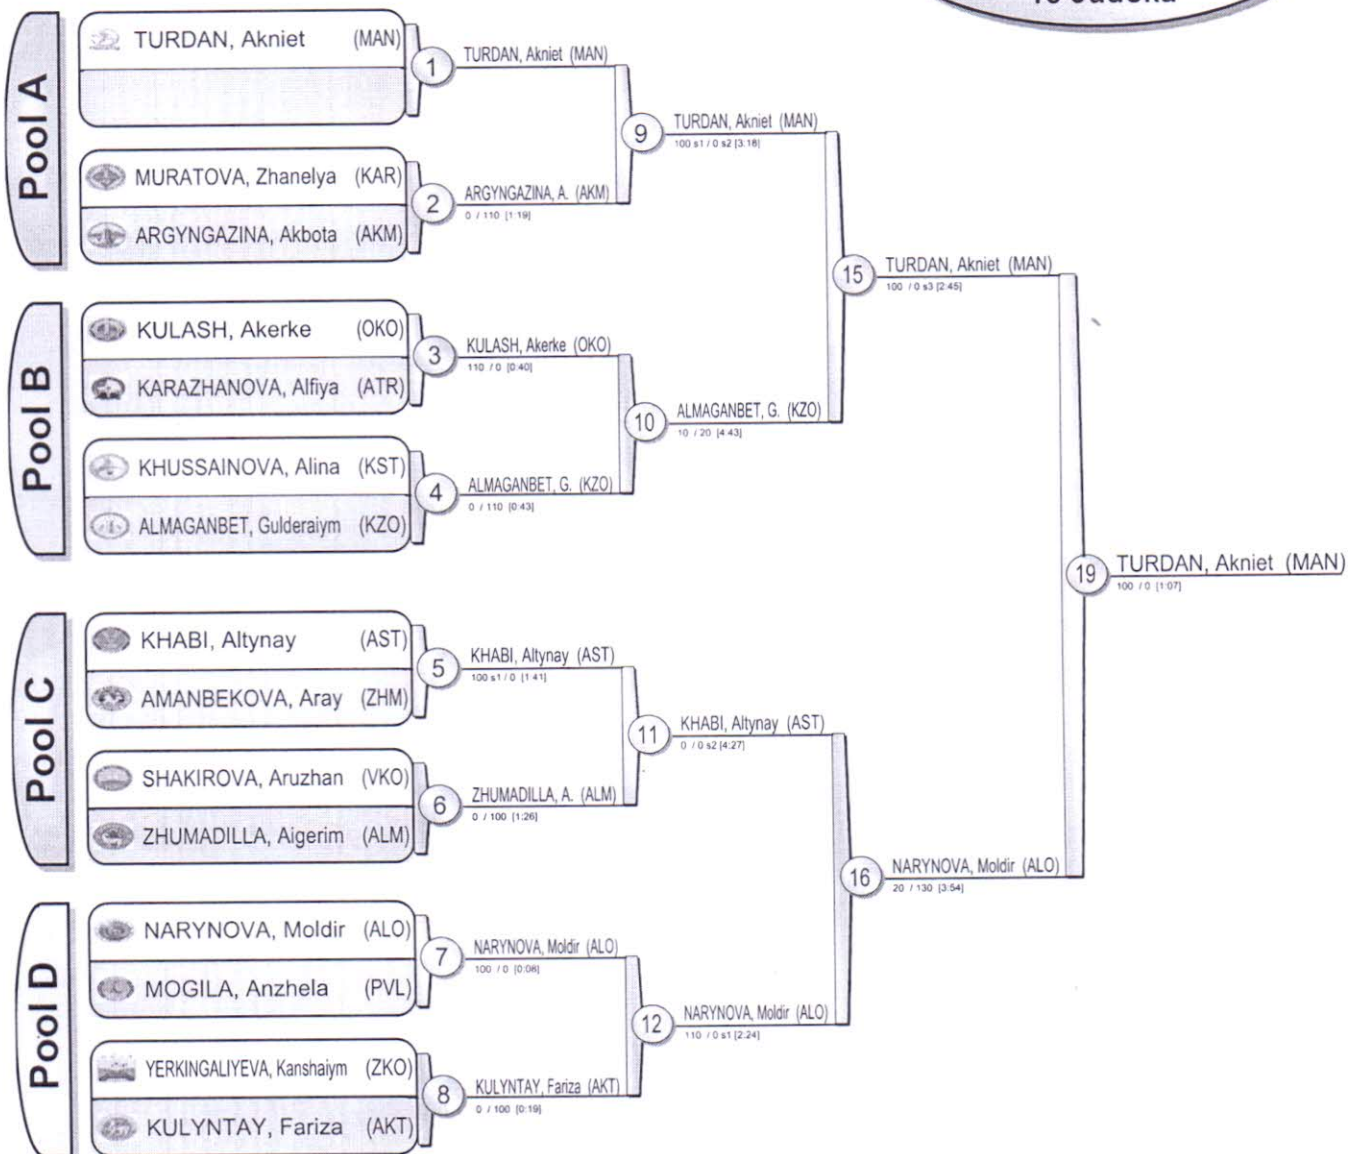 Pool A
TURDAN, Akniet (MAN)
MURATOVA, Zhanelya (KAR)
ARGYNGAZINA, Akbota (AKM)
1
TURDAN, Akniet (MAN)
2
ARGYNGAZINA, A. (AKM)
0 / 110 [1:19]
9
TURDAN, Akniet (MAN)
100 s1 / 0 s2 [3:18]
Pool B
KULASH, Akerke (OKO)
KARAZHANOVA, Alfiya (ATR)
KHUSSAINOVA, Alina (KST)
ALMAGANBET, Gulderaiym (KZO)
3
KULASH, Akerke (OKO)
110 / 0 [0:40]
4
ALMAGANBET, G. (KZO)
0 / 110 [0:43]
10
ALMAGANBET, G. (KZO)
10 / 20 [4:43]
15
TURDAN, Akniet (MAN)
100 / 0 s3 [2:45]
Pool C
KHABI, Altynay (AST)
AMANBEKOVA, Aray (ZHM)
SHAKIROVA, Aruzhan (VKO)
ZHUMADILLA, Aigerim (ALM)
5
KHABI, Altynay (AST)
100 s1 / 0 [1:41]
6
ZHUMADILLA, A. (ALM)
0 / 100 [1:26]
11
KHABI, Altynay (AST)
0 / 0 s2 [4:27]
Pool D
NARYNOVA, Moldir (ALO)
MOGILA, Anzhela (PVL)
YERKINGALIYEVA, Kanshaiym (ZKO)
KULYNTAY, Fariza (AKT)
7
NARYNOVA, Moldir (ALO)
100 / 0 [0:08]
8
KULYNTAY, Fariza (AKT)
0 / 100 [0:19]
12
NARYNOVA, Moldir (ALO)
110 / 0 s1 [2:24]
16
NARYNOVA, Moldir (ALO)
20 / 130 [3:54]
19
TURDAN, Akniet (MAN)
100 / 0 [1:07]